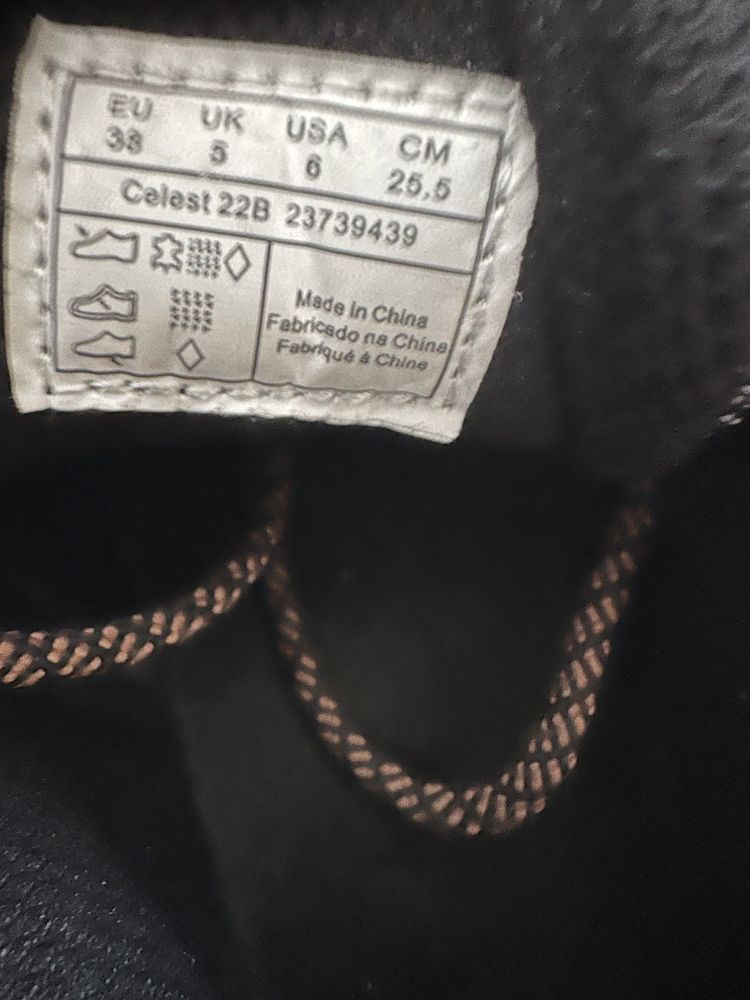 EU UK USA CM
38 5 6 25,5
Celest 22B 23739439
Made in China
Fabricado na China
Fabriqué à Chine